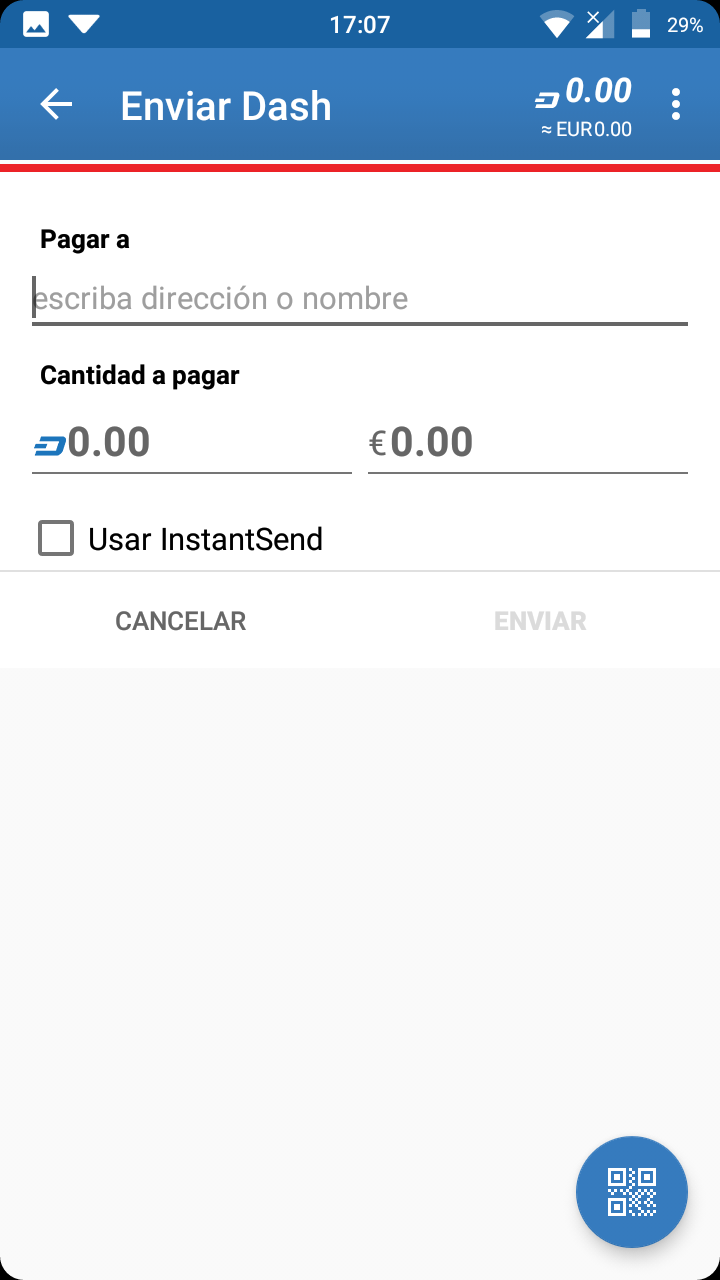 17:07
29%
Enviar Dash
0.00
≈ EUR0.00
Pagar a
escriba dirección o nombre
Cantidad a pagar
0.00
€0.00
Usar InstantSend
CANCELAR
ENVIAR